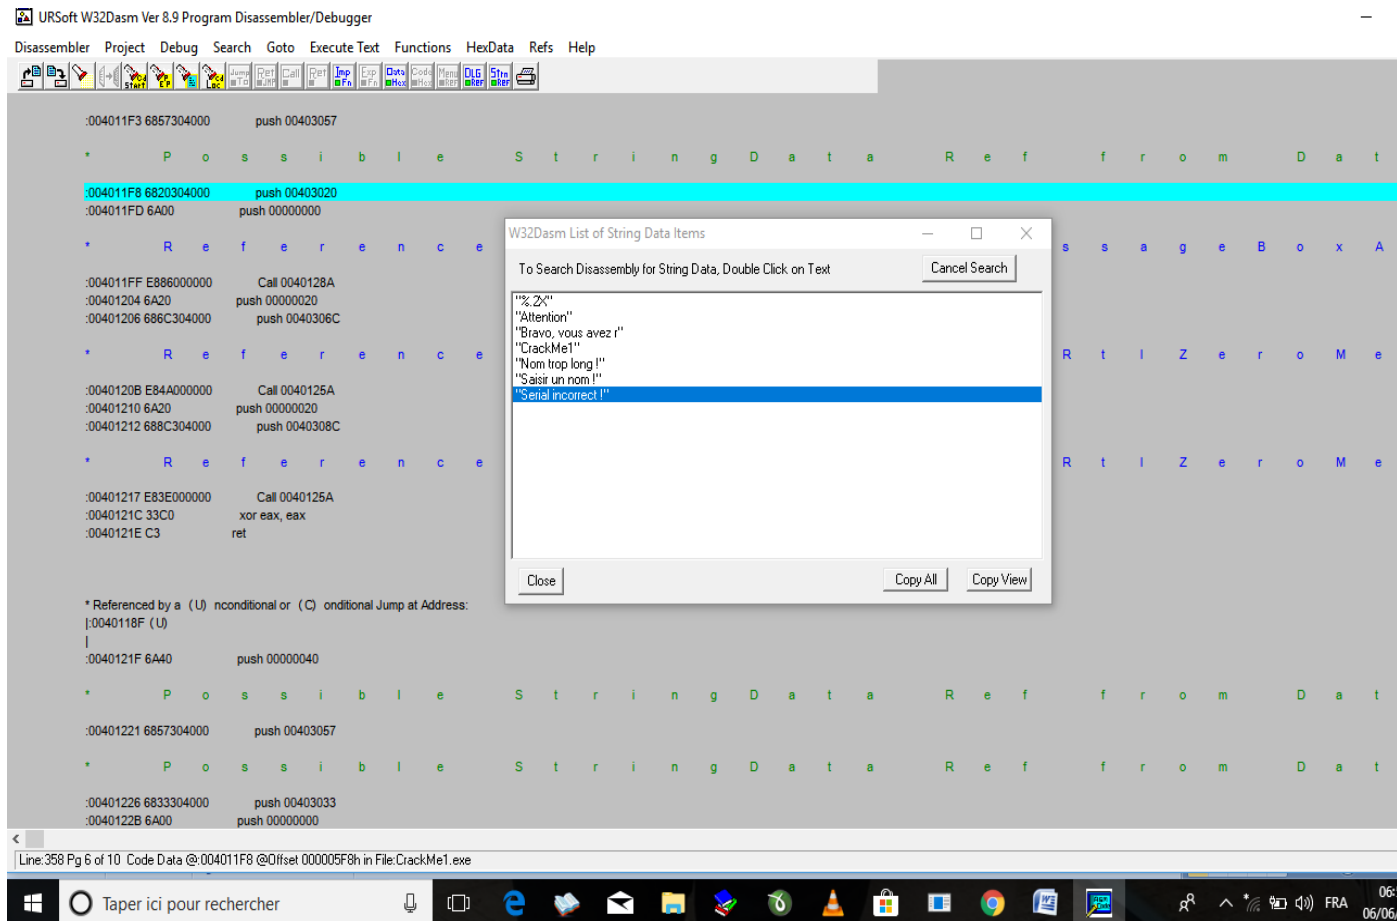 URSoft W32Dasm Ver 8.9 Program Disassembler/Debugger
Disassembler Project Debug Search Goto Execute Text Functions HexData Refs Help
:004011F3 6857304000 push 00403057
* Possible StringData Ref from Dat
:004011F8 6820304000 push 00403020
:004011FD 6A00 push 00000000
* Reference ssageBoxA
:004011FF E886000000 Call 0040128A
:00401204 6A20 push 00000020
:00401206 686C304000 push 0040306C
* Reference RtlZeroMe
:0040120B E84A000000 Call 0040125A
:00401210 6A20 push 00000020
:00401212 688C304000 push 0040308C
* Reference RtlZeroMe
:00401217 E83E000000 Call 0040125A
:0040121C 33C0 xor eax, eax
:0040121E C3 ret
* Referenced by a (U) nconditional or (C) onditional Jump at Address:
|:0040118F (U)
|
:0040121F 6A40 push 00000040
* Possible StringData Ref from Dat
:00401221 6857304000 push 00403057
* Possible StringData Ref from Dat
:00401226 6833304000 push 00403033
:0040122B 6A00 push 00000000
W32Dasm List of String Data Items
To Search Disassembly for String Data, Double Click on Text
Cancel Search
"%.2X"
"Attention"
"Bravo, vous avez r"
"CrackMe1"
"Nom trop long !"
"Saisir un nom !"
"Serial incorrect !"
Close
Copy All
Copy View
Line:358 Pg 6 of 10 Code Data @:004011F8 @Offset 000005F8h in File:CrackMe1.exe
Taper ici pour rechercher
FRA
06:
06/06